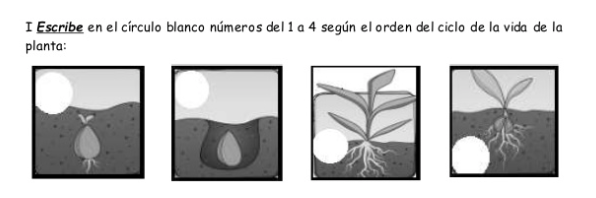 I Escribe en el círculo blanco números del 1 a 4 según el orden del ciclo de la vida de la
planta: